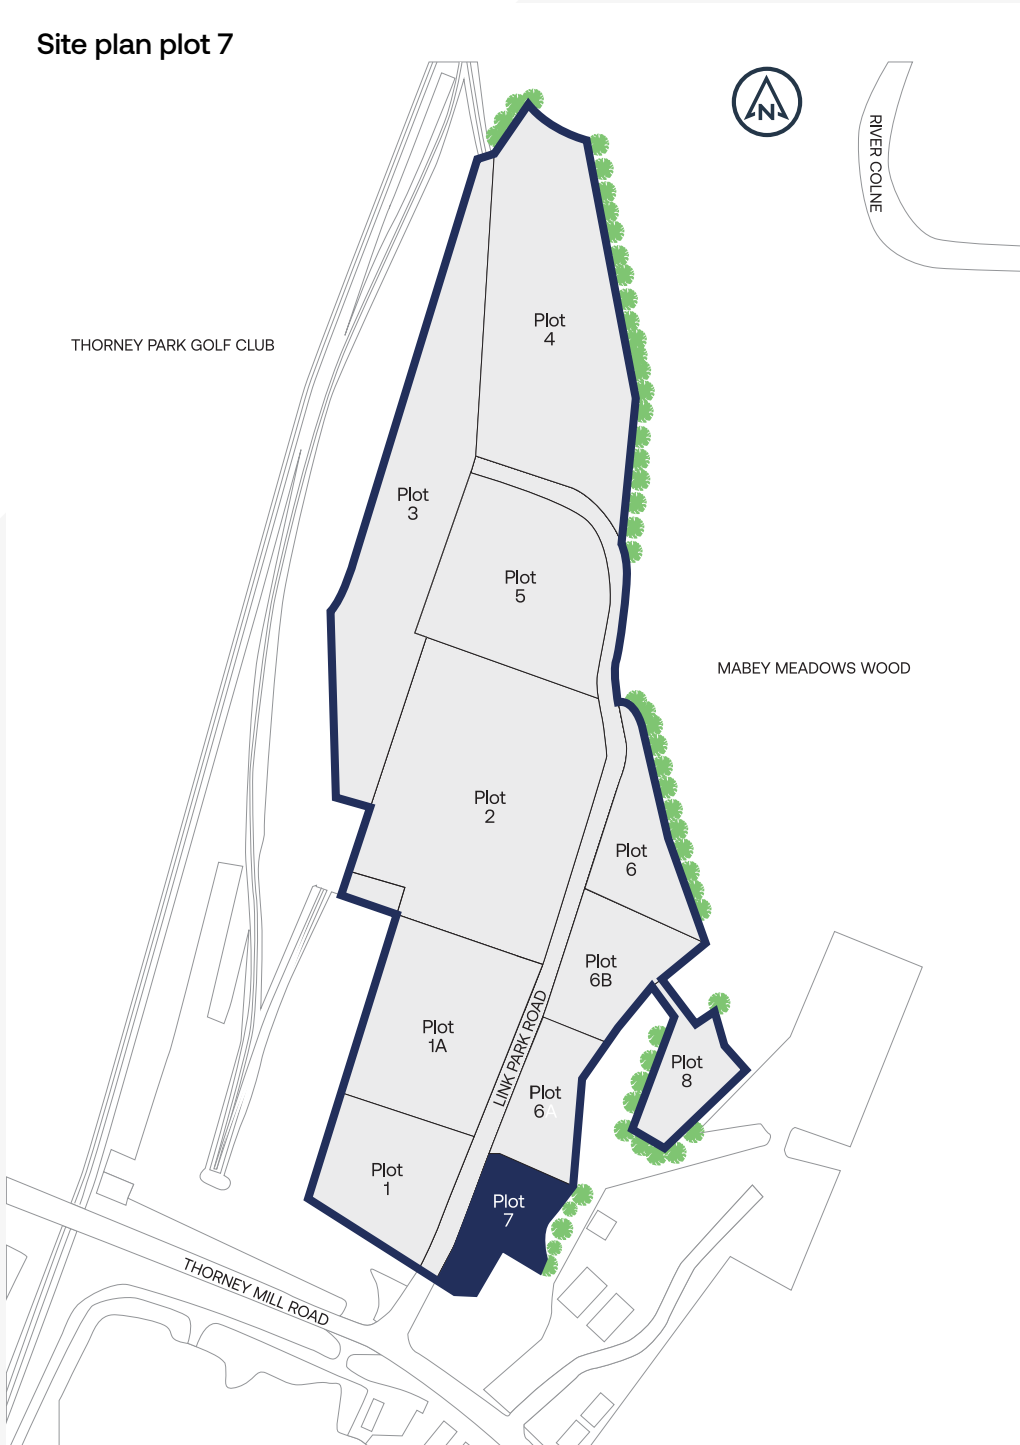 Site plan plot 7
N
RIVER COLNE
THORNEY PARK GOLF CLUB
Plot
4
Plot
3
Plot
5
MABEY MEADOWS WOOD
Plot
2
Plot
6
Plot
6B
LINK PARK ROAD
Plot
1A
Plot
8
Plot
6A
Plot
1
Plot
7
THORNEY MILL ROAD